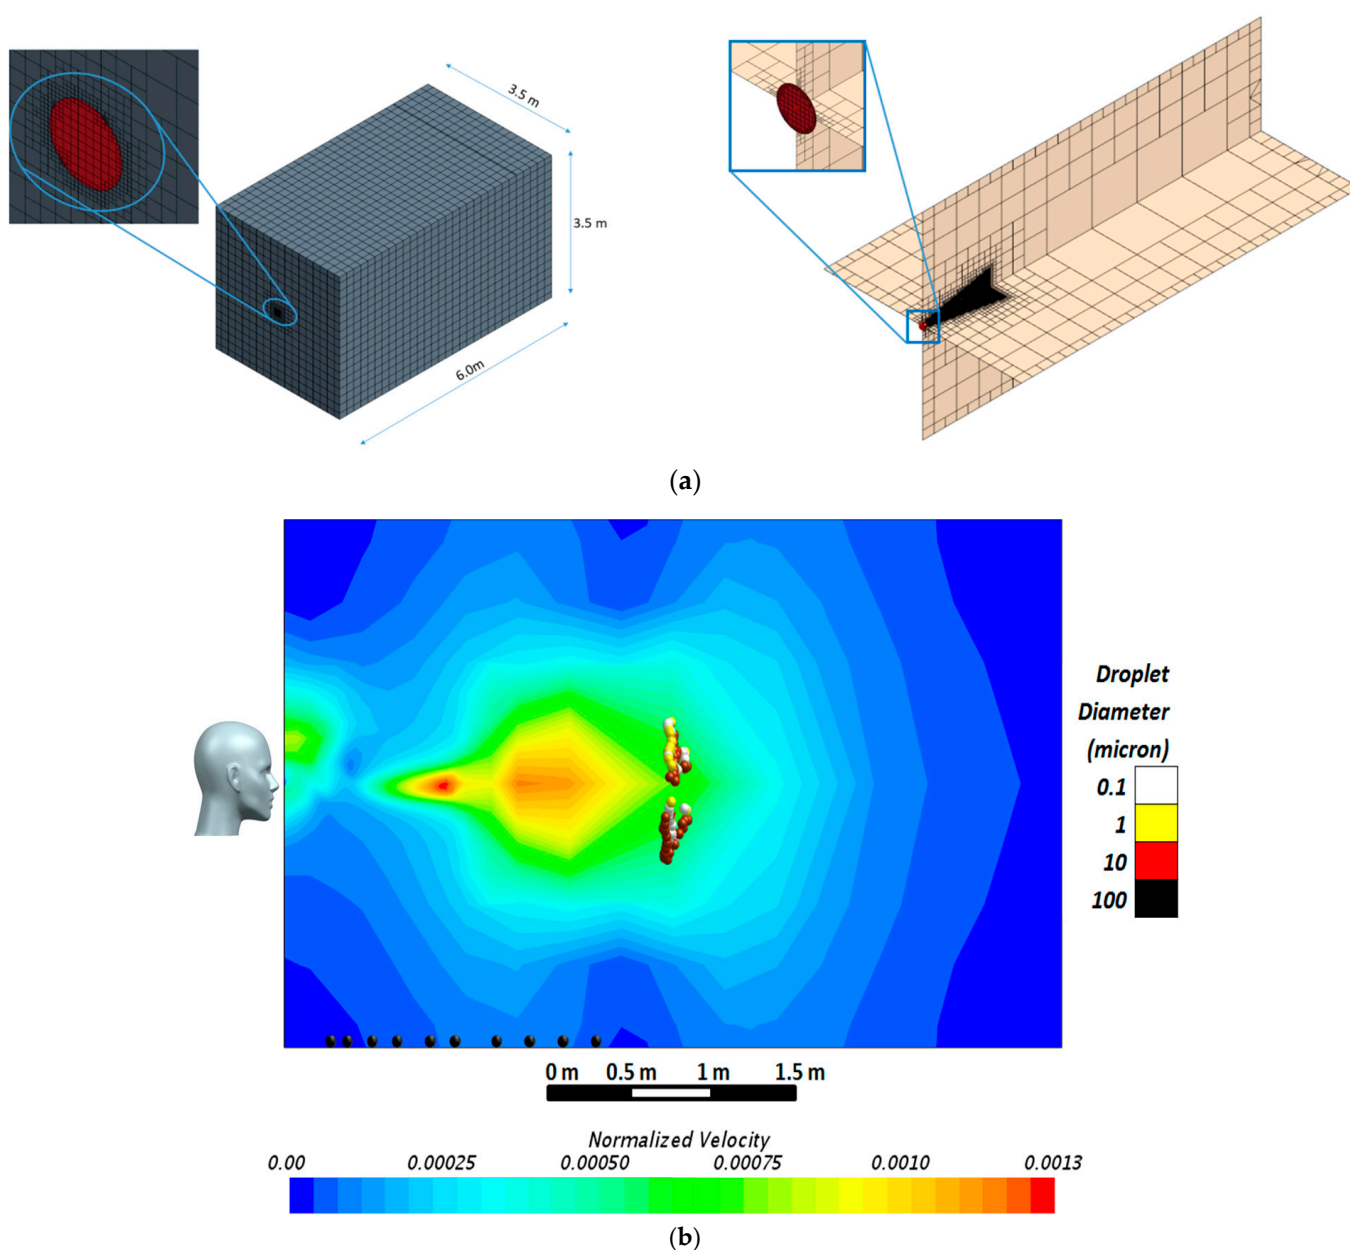 3.5 m
3.5 m
6.0m
(a)
Droplet
Diameter
(micron)
0.1
1
10
100
0 m 0.5 m 1 m 1.5 m
Normalized Velocity
0.00 0.00025 0.00050 0.00075 0.0010 0.0013
(b)